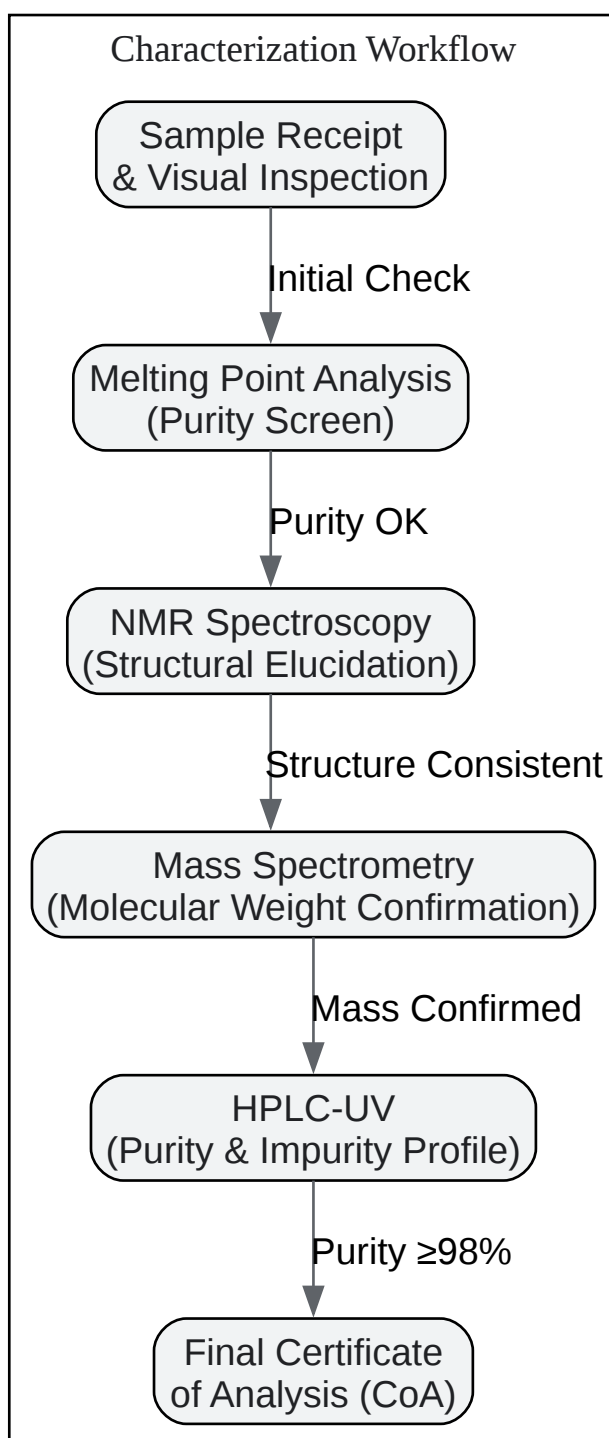 Characterization Workflow
Sample Receipt
& Visual Inspection
Initial Check
Melting Point Analysis
(Purity Screen)
Purity OK
NMR Spectroscopy
(Structural Elucidation)
Structure Consistent
Mass Spectrometry
(Molecular Weight Confirmation)
Mass Confirmed
HPLC-UV
(Purity & Impurity Profile)
Purity ≥98%
Final Certificate
of Analysis (CoA)